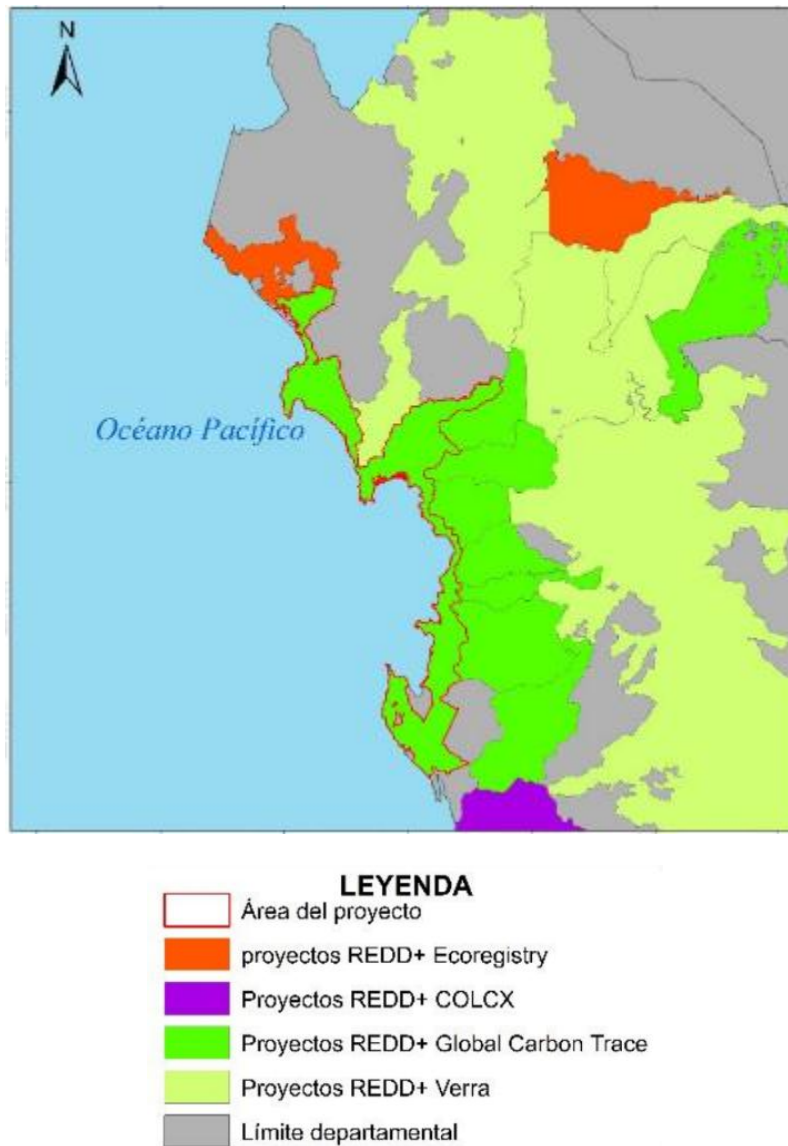 N
Océano Pacífico
LEYENDA
Área del proyecto
proyectos REDD+ Ecoregistry
Proyectos REDD+ COLCX
Proyectos REDD+ Global Carbon Trace
Proyectos REDD+ Verra
Límite departamental